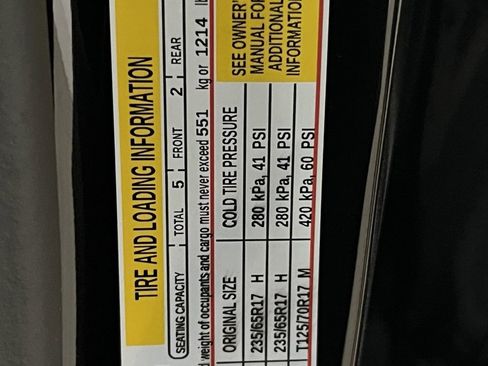 TIRE AND LOADING INFORMATION
SEATING CAPACITY TOTAL 5 FRONT 2 REAR
weight of occupants and cargo must never exceed 551 kg or 1214
ORIGINAL SIZE COLD TIRE PRESSURE SEE OWNER'
235/65R17 H 280 kPa, 41 PSI MANUAL FOR
235/65R17 H 280 kPa, 41 PSI ADDITIONAL
T125/70R17 M 420 kPa, 60 PSI INFORMATION